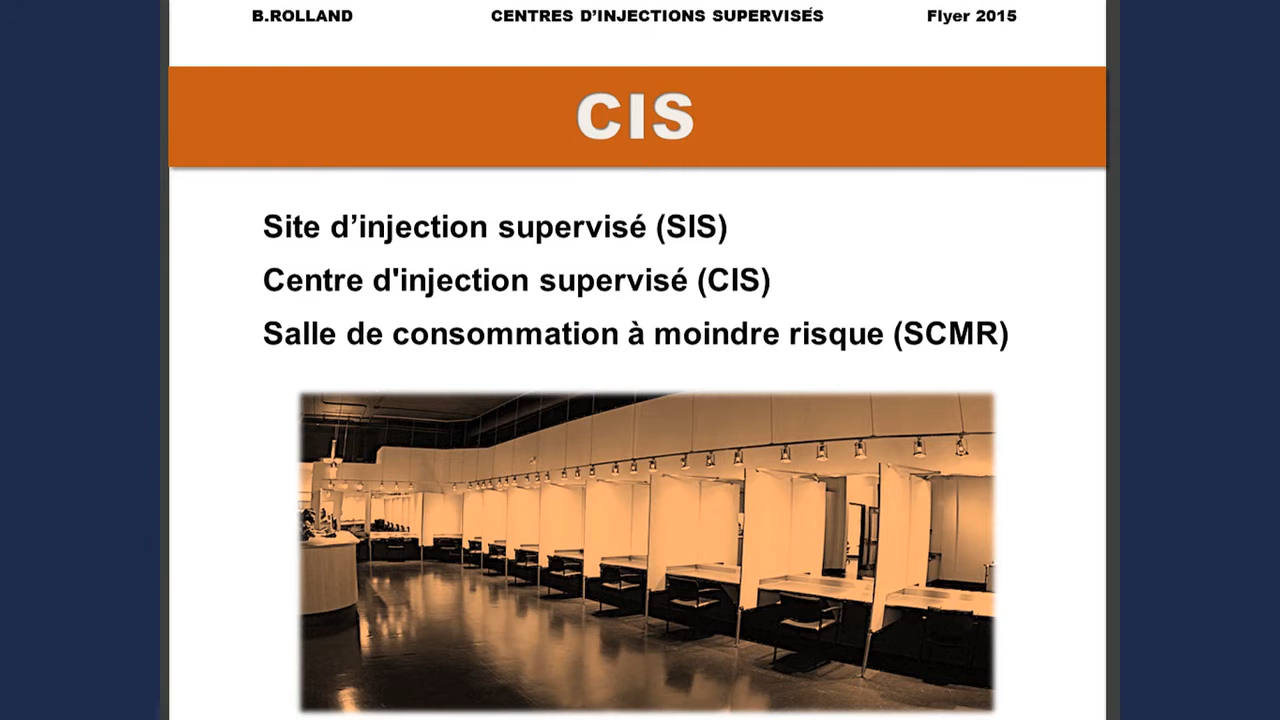 B.ROLLAND CENTRES D’INJECTIONS SUPERVISÉS Flyer 2015
CIS
Site d’injection supervisé (SIS)
Centre d'injection supervisé (CIS)
Salle de consommation à moindre risque (SCMR)